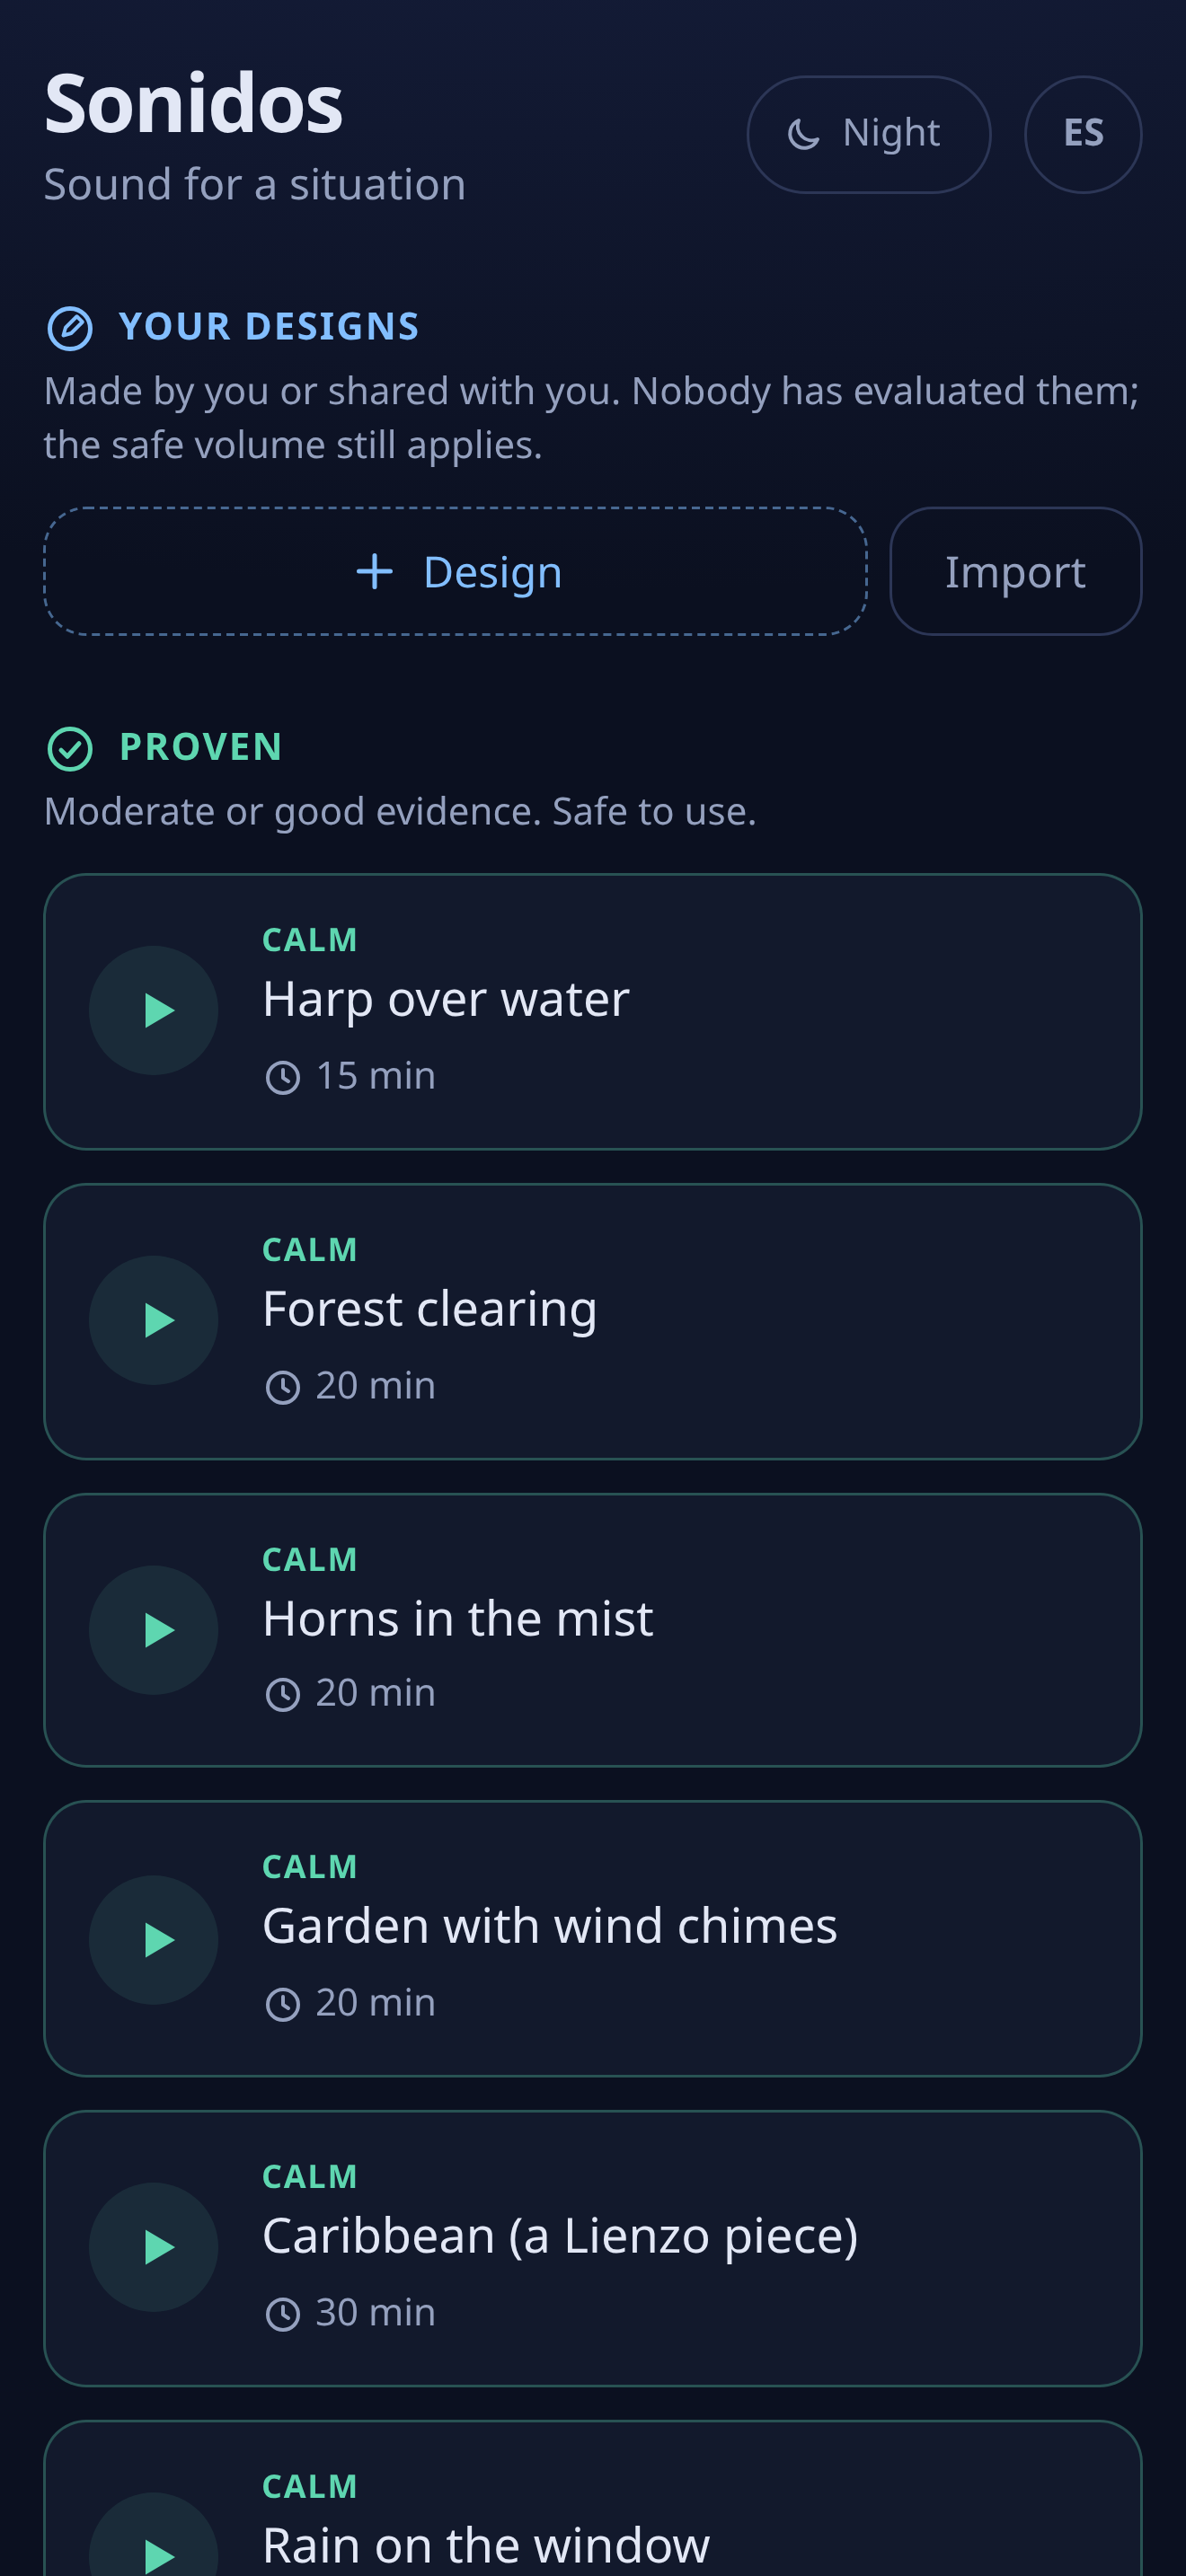 Sonidos
Sound for a situation
Night
ES
YOUR DESIGNS
Made by you or shared with you. Nobody has evaluated them;
the safe volume still applies.
Design
Import
PROVEN
Moderate or good evidence. Safe to use.
CALM
Harp over water
15 min
CALM
Forest clearing
20 min
CALM
Horns in the mist
20 min
CALM
Garden with wind chimes
20 min
CALM
Caribbean (a Lienzo piece)
30 min
CALM
Rain on the window